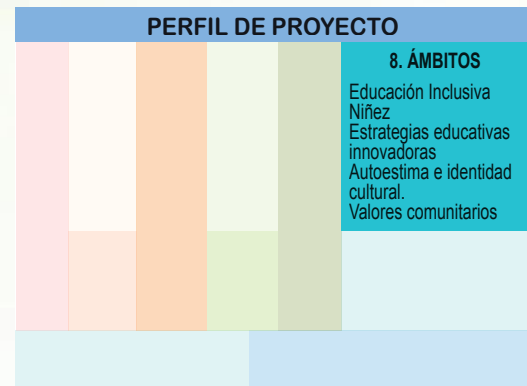 PERFIL DE PROYECTO
8. ÁMBITOS
Educación Inclusiva
Niñez
Estrategias educativas
innovadoras
Autoestima e identidad
cultural.
Valores comunitarios